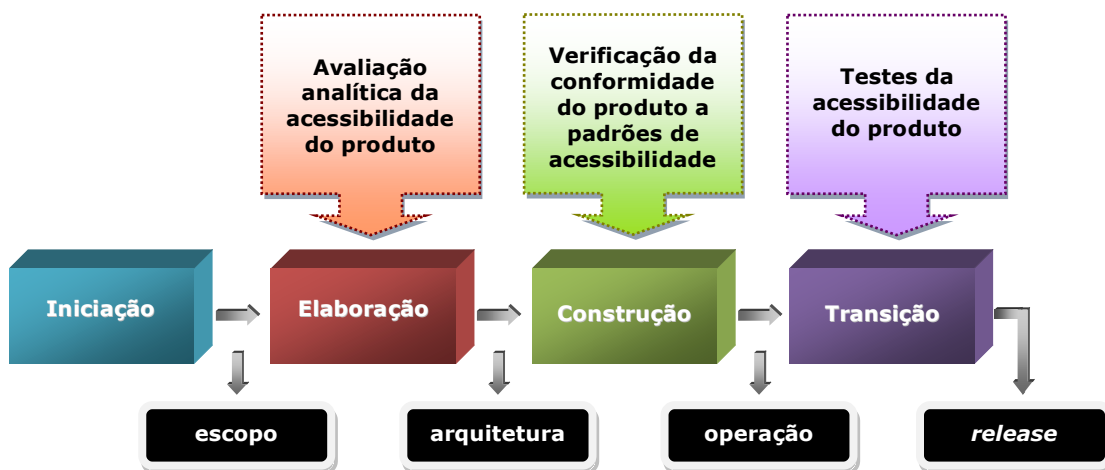 Avaliação
analítica da
acessibilidade
do produto
Verificação da
conformidade
do produto a
padrões de
acessibilidade
Testes da
acessibilidade
do produto
Iniciação
Elaboração
Construção
Transição
escopo
arquitetura
operação
release